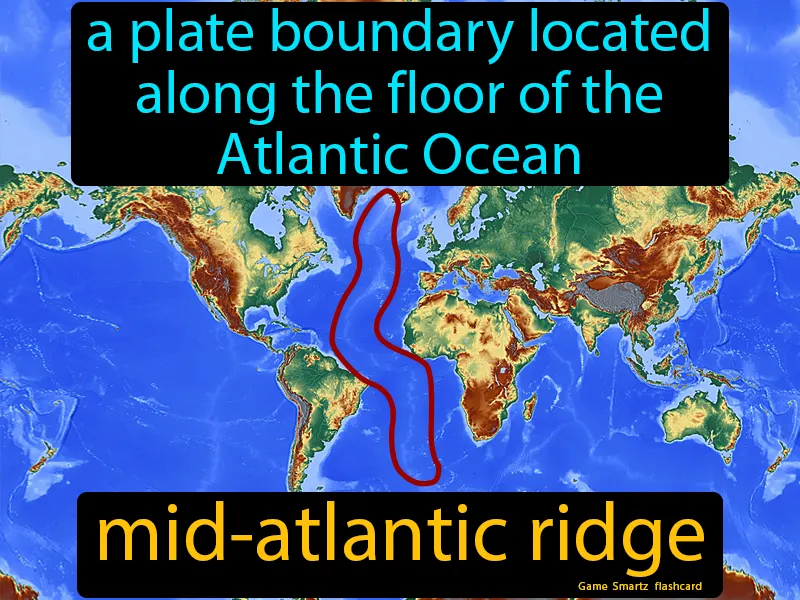 a plate boundary located
along the floor of the
Atlantic Ocean
mid-atlantic ridge
Game Smartz flashcard